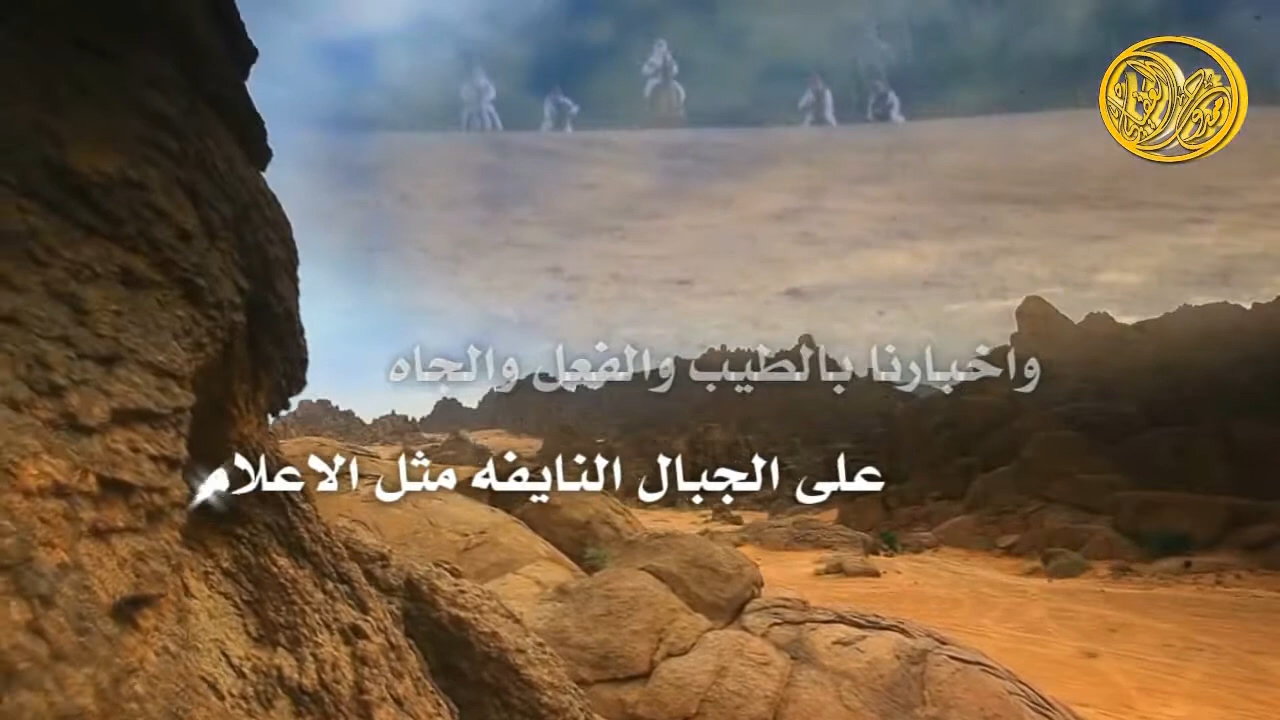 واخبارنا بالطيب والفعل والجاه
على الجبال النايفه مثل الاعلام